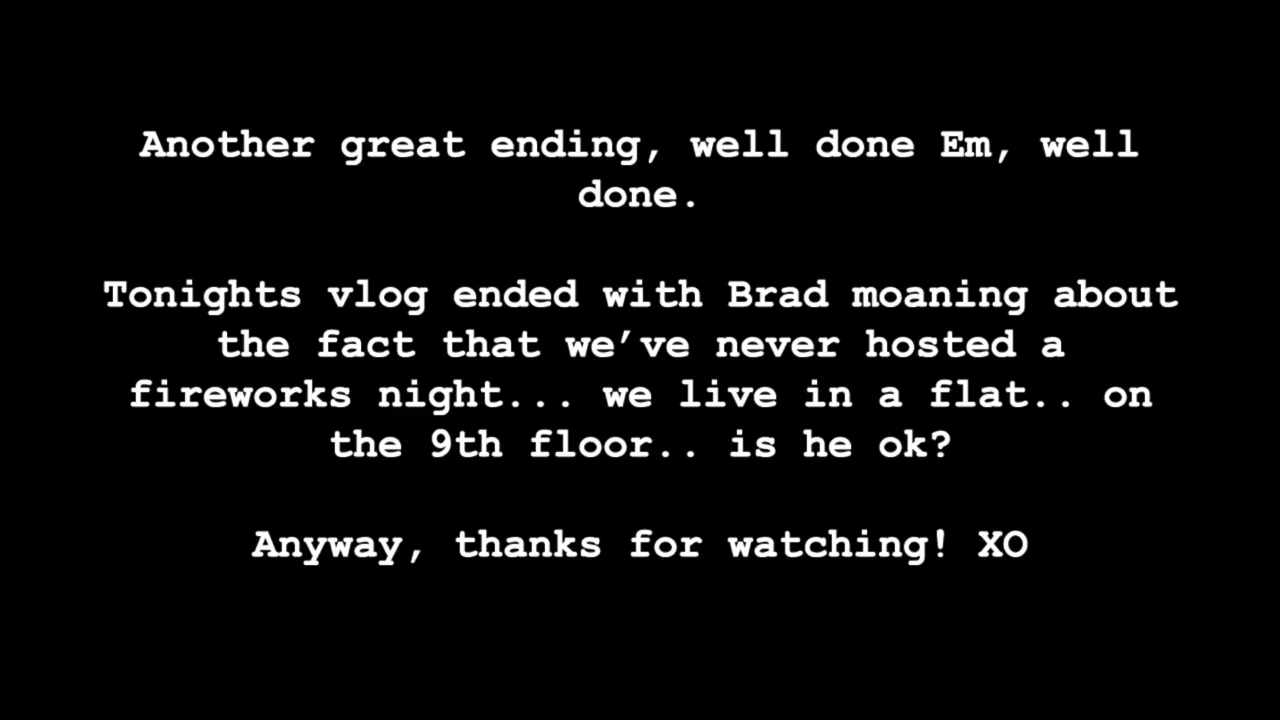 Another great ending, well done Em, well
done.
Tonights vlog ended with Brad moaning about
the fact that we’ve never hosted a
fireworks night... we live in a flat.. on
the 9th floor.. is he ok?
Anyway, thanks for watching! XO